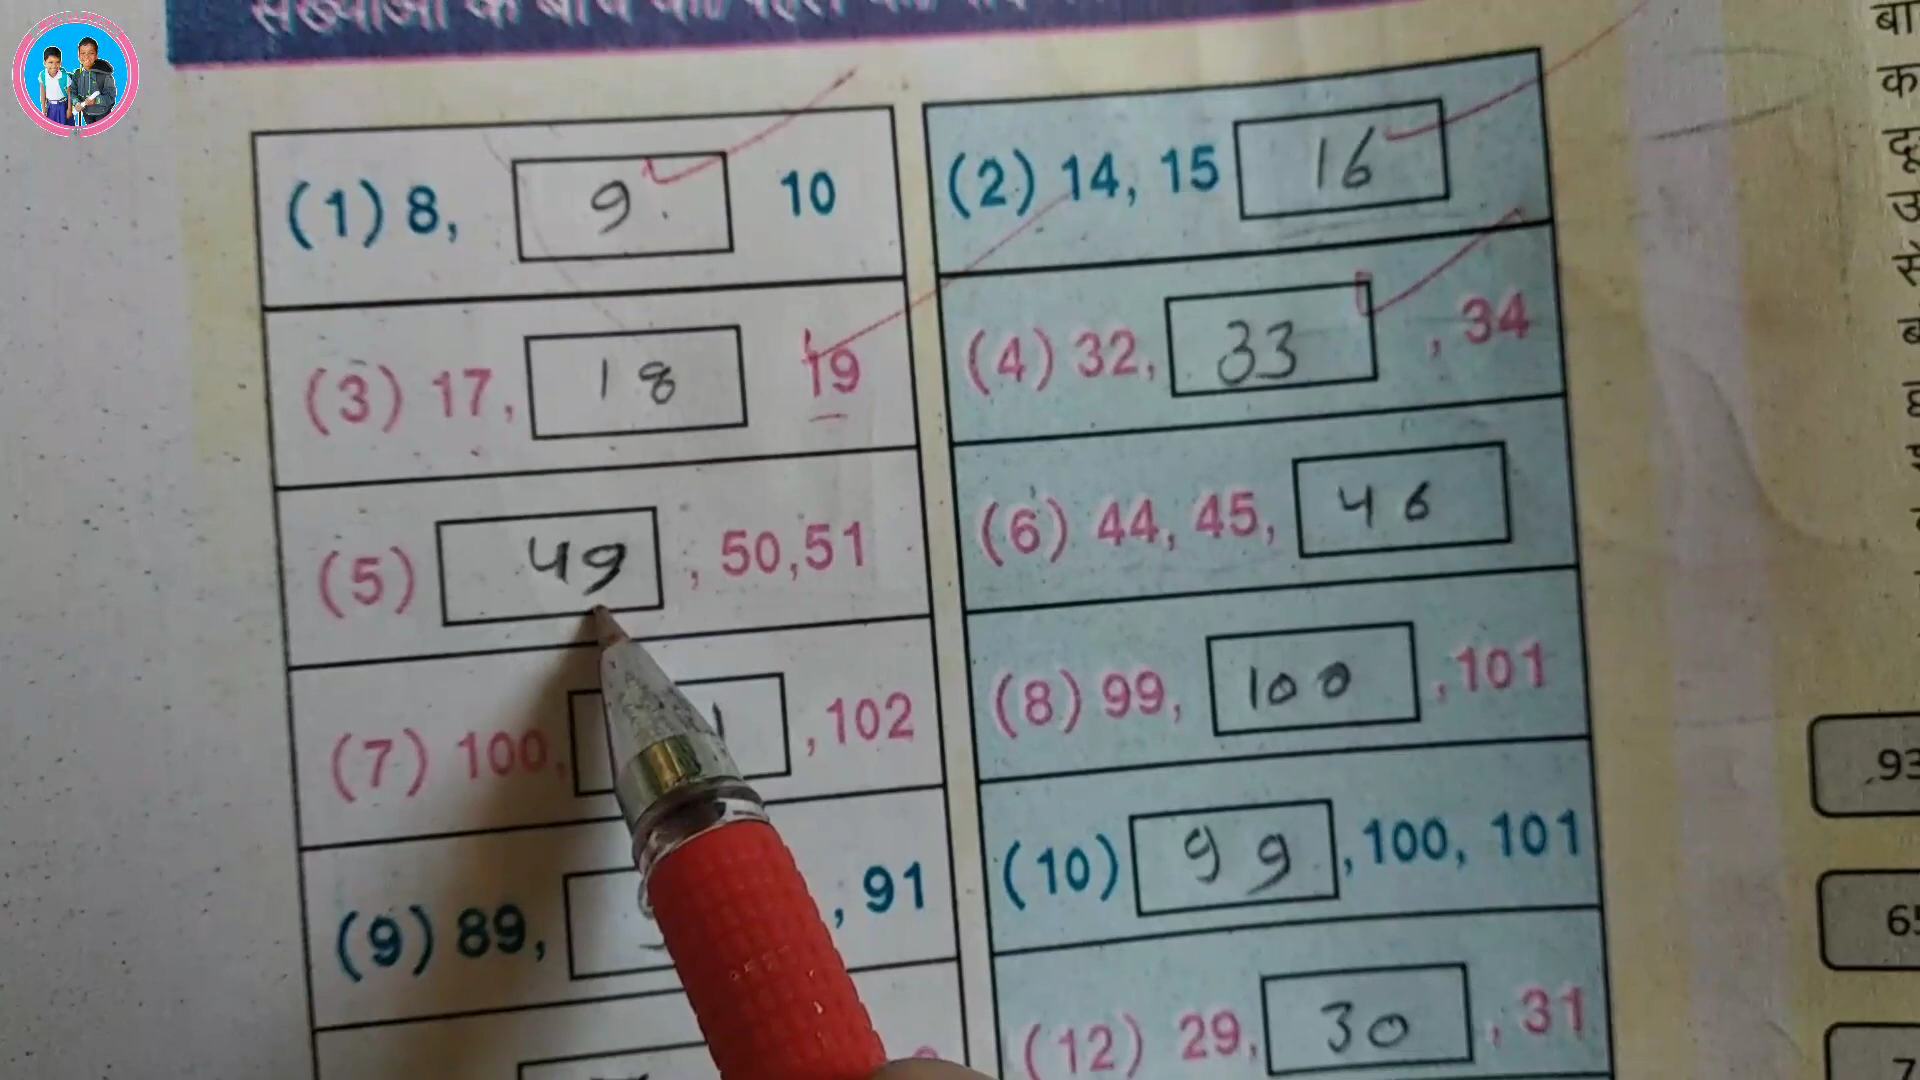 (1) 8, 9 10
(2) 14, 15 16
(3) 17, 18 19
(4) 32, 33, 34
(5) 49, 50,51
(6) 44, 45, 46
(7) 100, , 102
(8) 99, 100, 101
(9) 89, , 91
(10) 99, 100, 101
(12) 29, 30, 31
93